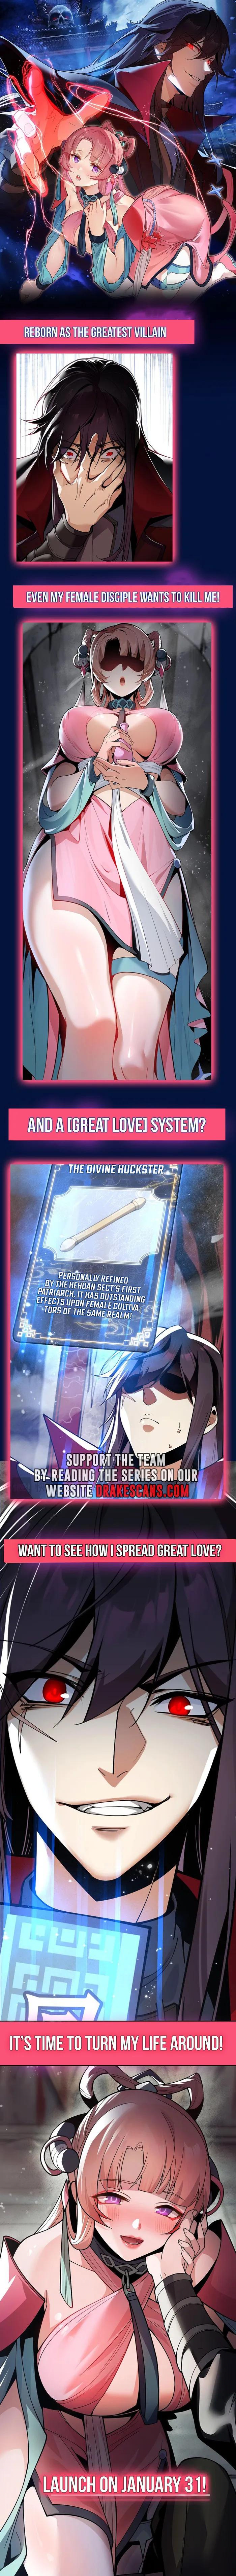 REBORN AS THE GREATEST VILLAIN
EVEN MY FEMALE DISCIPLE WANTS TO KILL ME!
AND A [GREAT LOVE] SYSTEM?
THE DIVINE HUCKSTER
PERSONALLY REFINED
BY THE HEHUAN SECT'S FIRST
PATRIARCH, IT HAS OUTSTANDING
EFFECTS UPON FEMALE CULTIVA-
TORS OF THE SAME REALM!
SUPPORT THE TEAM
BY READING THE SERIES ON OUR
WEBSITE DRAKESCANS.COM
WANT TO SEE HOW I SPREAD GREAT LOVE?
IT'S TIME TO TURN MY LIFE AROUND!
LAUNCH ON JANUARY 31!